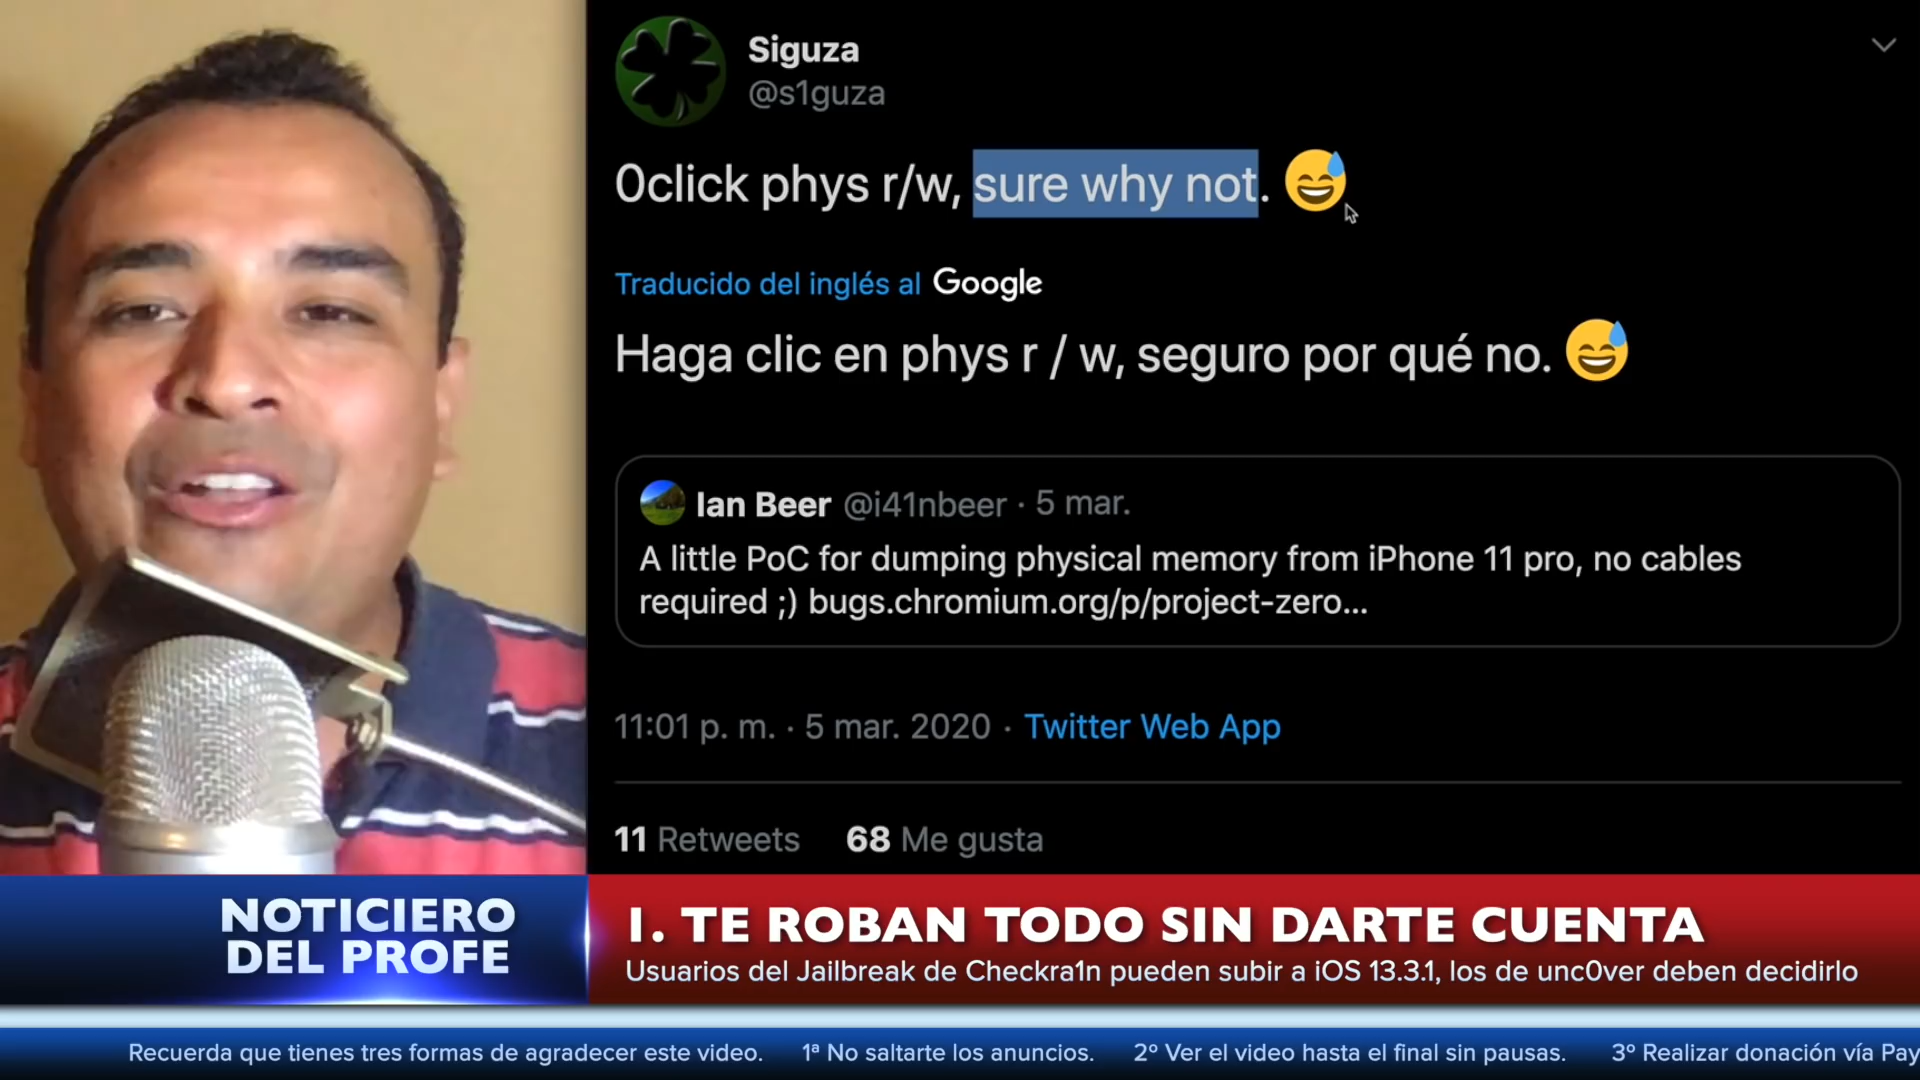 Siguza
@s1guza
0click phys r/w, sure why not. 😅
Traducido del inglés al Google
Haga clic en phys r / w, seguro por qué no. 😅
Ian Beer @i41nbeer · 5 mar.
A little PoC for dumping physical memory from iPhone 11 pro, no cables
required ;) bugs.chromium.org/p/project-zero...
11:01 p. m. · 5 mar. 2020 · Twitter Web App
11 Retweets 68 Me gusta
NOTICIERO
DEL PROFE
1. TE ROBAN TODO SIN DARTE CUENTA
Usuarios del Jailbreak de Checkra1n pueden subir a iOS 13.3.1, los de unc0ver deben decidirlo
Recuerda que tienes tres formas de agradecer este video. 1ª No saltarte los anuncios. 2º Ver el video hasta el final sin pausas. 3º Realizar donación vía Pay